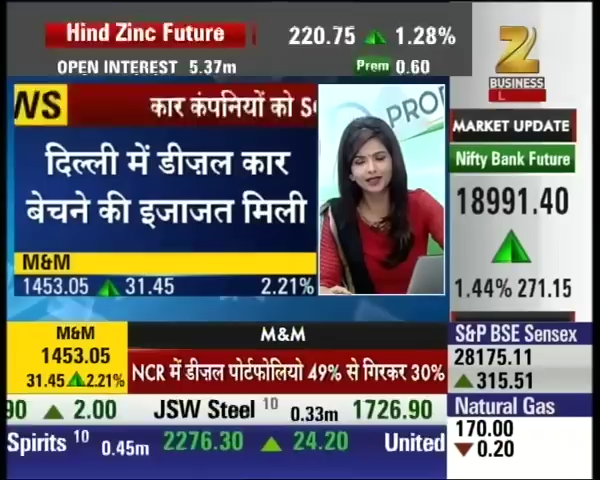 Hind Zinc Future
220.75 1.28%
OPEN INTEREST 5.37m
Prem 0.60
Z
BUSINESS
L
WS
कार कंपनियों को
PROF
दिल्ली में डीज़ल कार
बेचने की इजाजत मिली
M&M
1453.05 31.45 2.21%
MARKET UPDATE
Nifty Bank Future
18991.40
1.44% 271.15
M&M
1453.05
31.45 2.21%
M&M
NCR में डीज़ल पोर्टफोलियो 49% से गिरकर 30%
S&P BSE Sensex
28175.11
315.51
Natural Gas
170.00
0.20
90 2.00 JSW Steel 10 0.33m 1726.90
Spirits 10 0.45m 2276.30 24.20 United